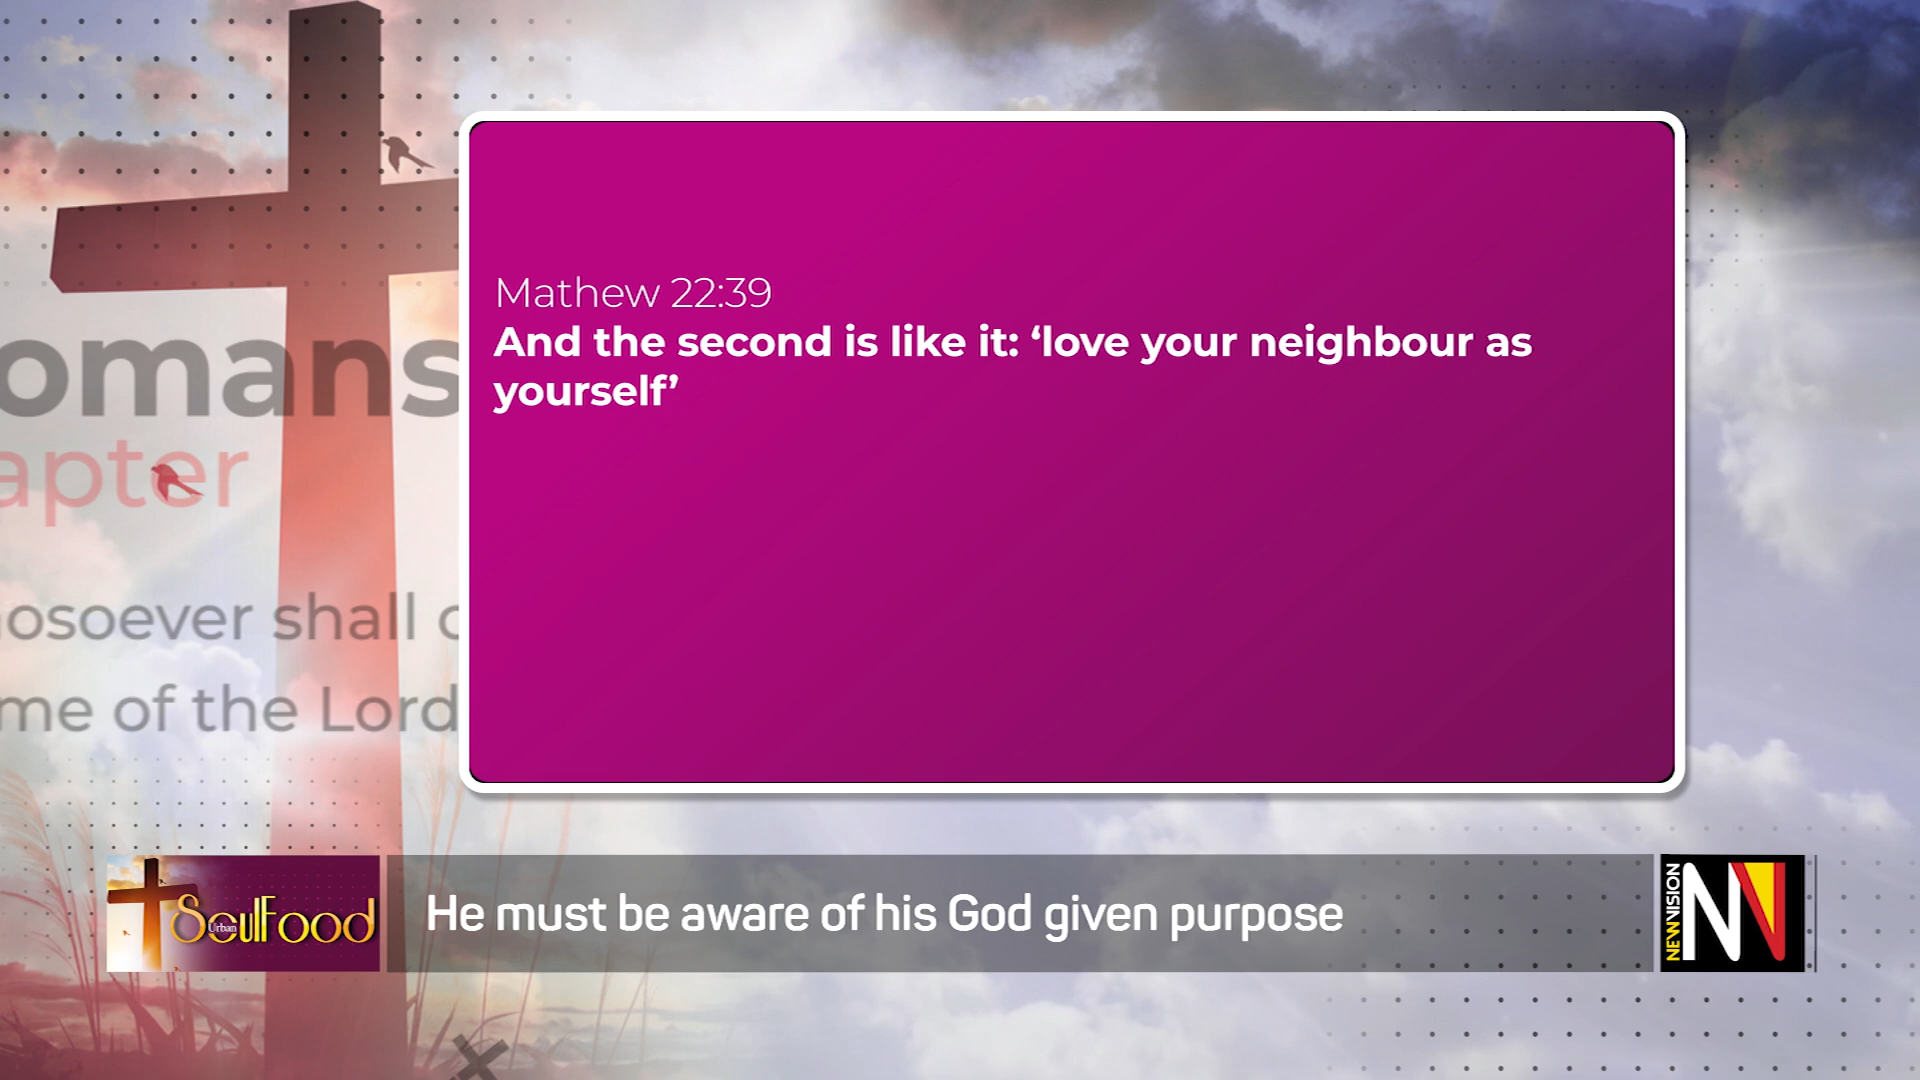 Mathew 22:39
And the second is like it: ‘love your neighbour as
yourself’
omans
apter
hosoever shall
me of the Lord
Urban SoulFood
He must be aware of his God given purpose
NEW VISION